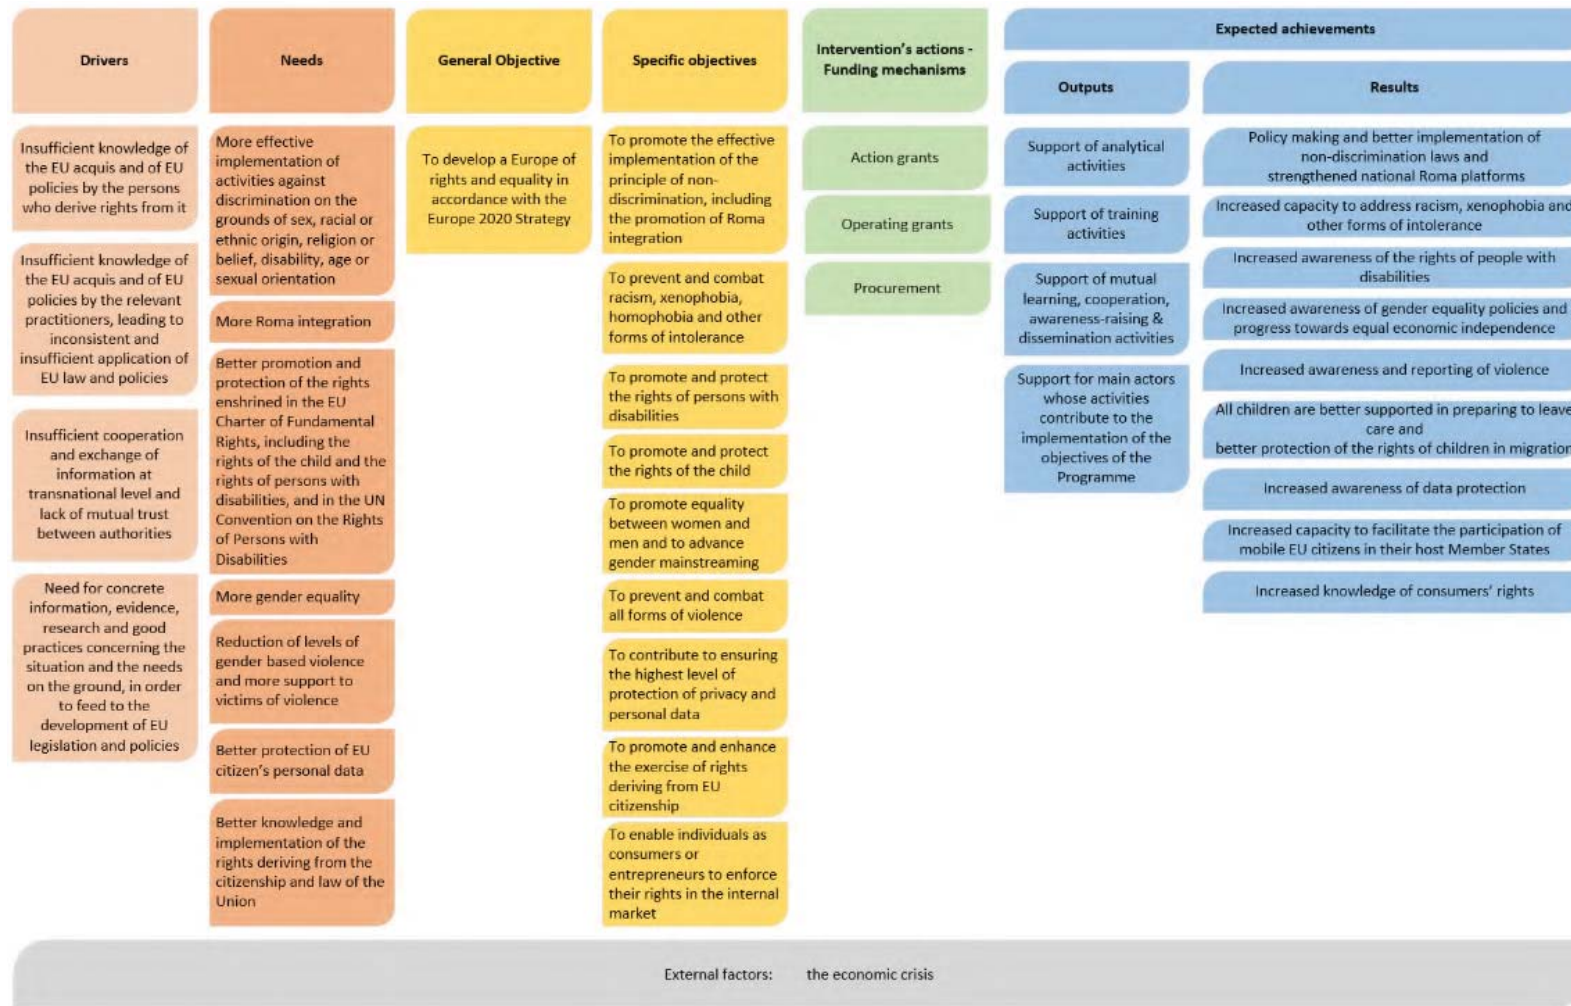 Drivers
Needs
General Objective
Specific objectives
Intervention's actions -
Funding mechanisms
Expected achievements
Outputs
Results
Insufficient knowledge of
the EU acquis and of EU
policies by the persons
who derive rights from it
Insufficient knowledge of
the EU acquis and of EU
policies by the relevant
practitioners, leading to
inconsistent and
insufficient application of
EU law and policies
Insufficient cooperation
and exchange of
information at
transnational level and
lack of mutual trust
between authorities
Need for concrete
information, evidence,
research and good
practices concerning the
situation and the needs
on the ground, in order
to feed to the
development of EU
legislation and policies
More effective
implementation of
activities against
discrimination on the
grounds of sex, racial or
ethnic origin, religion or
belief, disability, age or
sexual orientation
More Roma integration
Better promotion and
protection of the rights
enshrined in the EU
Charter of Fundamental
Rights, including the
rights of the child and the
rights of persons with
disabilities, and in the UN
Convention on the Rights
of Persons with
Disabilities
More gender equality
Reduction of levels of
gender based violence
and more support to
victims of violence
Better protection of EU
citizen's personal data
Better knowledge and
implementation of the
rights deriving from the
citizenship and law of the
Union
To develop a Europe of
rights and equality in
accordance with the
Europe 2020 Strategy
To promote the effective
implementation of the
principle of non-
discrimination, including
the promotion of Roma
integration
To prevent and combat
racism, xenophobia,
homophobia and other
forms of intolerance
To promote and protect
the rights of persons with
disabilities
To promote and protect
the rights of the child
To promote equality
between women and
men and to advance
gender mainstreaming
To prevent and combat
all forms of violence
To contribute to ensuring
the highest level of
protection of privacy and
personal data
To promote and enhance
the exercise of rights
deriving from EU
citizenship
To enable individuals as
consumers or
entrepreneurs to enforce
their rights in the internal
market
Action grants
Operating grants
Procurement
Support of analytical
activities
Support of training
activities
Support of mutual
learning, cooperation,
awareness-raising &
dissemination activities
Support for main actors
whose activities
contribute to the
implementation of the
objectives of the
Programme
Policy making and better implementation of
non-discrimination laws and
strengthened national Roma platforms
Increased capacity to address racism, xenophobia and
other forms of intolerance
Increased awareness of the rights of people with
disabilities
Increased awareness of gender equality policies and
progress towards equal economic independence
Increased awareness and reporting of violence
All children are better supported in preparing to leave
care and
better protection of the rights of children in migration
Increased awareness of data protection
Increased capacity to facilitate the participation of
mobile EU citizens in their host Member States
Increased knowledge of consumers' rights
External factors: the economic crisis